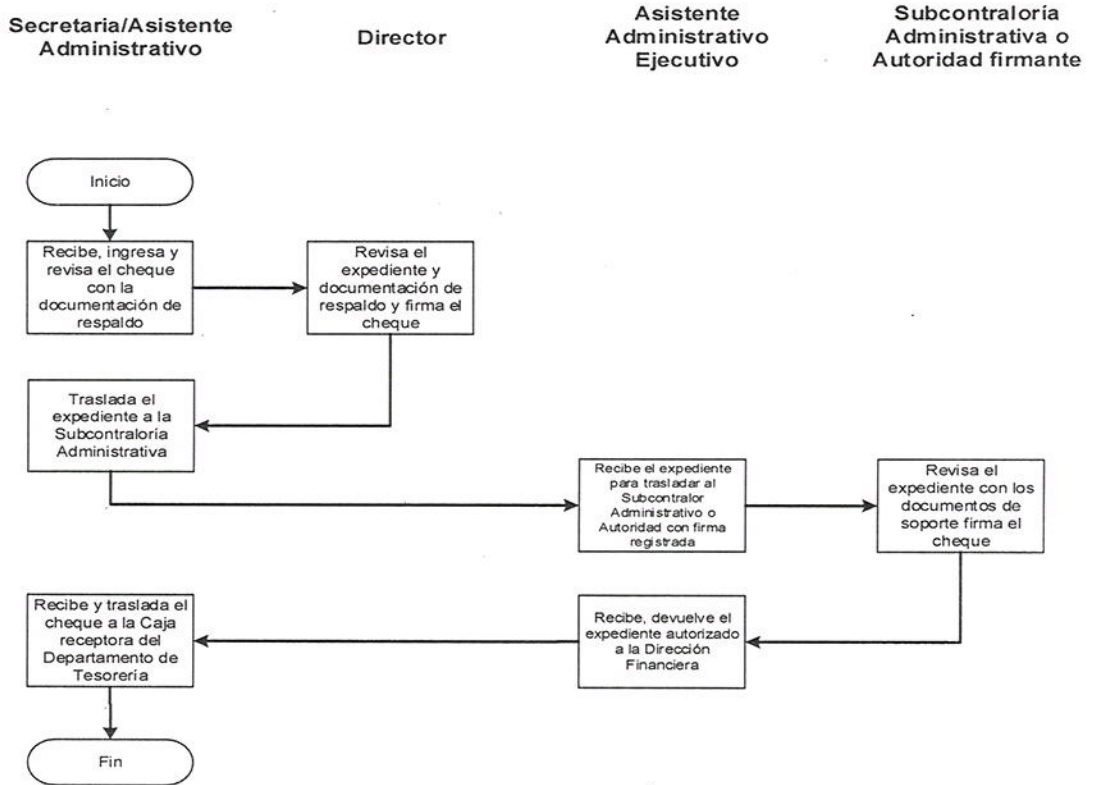 Secretaria/Asistente
Administrativo
Director
Asistente
Administrativo
Ejecutivo
Subcontraloría
Administrativa o
Autoridad firmante
Inicio
Recibe, ingresa y
revisa el cheque
con la
documentación de
respaldo
Revisa el
expediente y
documentación de
respaldo y firma el
cheque
Traslada el
expediente a la
Subcontraloría
Administrativa
Recibe el expediente
para trasladar al
Subcontralor
Administrativo o
Autoridad con firma
registrada
Revisa el
expediente con los
documentos de
soporte firma el
cheque
Recibe, devuelve el
expediente autorizado
a la Dirección
Financiera
Recibe y traslada el
cheque a la Caja
receptora del
Departamento de
Tesorería
Fin